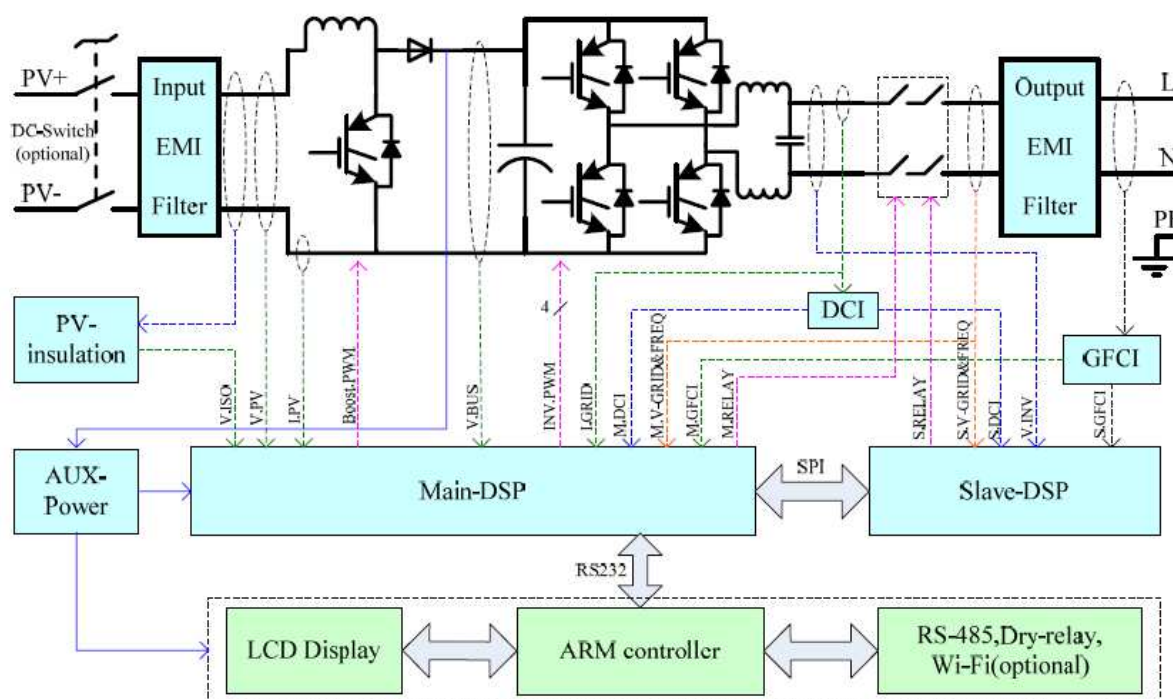 PV+
DC-Switch
(optional)
PV-
Input
EMI
Filter
Output
EMI
Filter
L
N
PE
4
DCI
GFCI
PV-
insulation
V.ISO
V.PV
I.PV
Boost.PWM
V.BUS
INV.PWM
I.GRID
M.DCI
M.V-GRID&FREQ
M.GFCI
M.RELAY
S.RELAY
S.V-GRID&FREQ
S.DCI
V.INV
S.GFCI
AUX-
Power
Main-DSP
SPI
Slave-DSP
RS232
LCD Display
ARM controller
RS-485,Dry-relay,
Wi-Fi(optional)